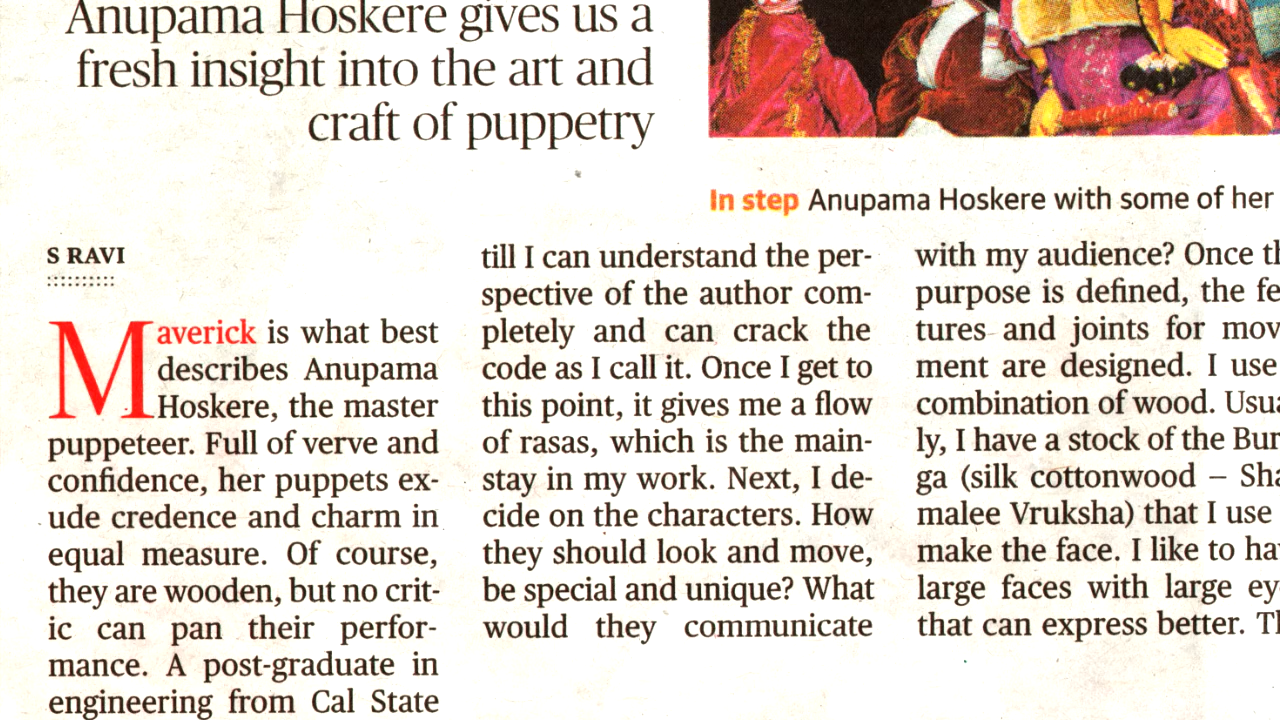 Anupama Hoskere gives us a
fresh insight into the art and
craft of puppetry
In step Anupama Hoskere with some of her
S RAVI
Maverick is what best
describes Anupama
Hoskere, the master
puppeteer. Full of verve and
confidence, her puppets ex-
ude credence and charm in
equal measure. Of course,
they are wooden, but no crit-
ic can pan their perfor-
mance. A post-graduate in
engineering from Cal State
till I can understand the per-
spective of the author com-
pletely and can crack the
code as I call it. Once I get to
this point, it gives me a flow
of rasas, which is the main-
stay in my work. Next, I de-
cide on the characters. How
they should look and move,
be special and unique? What
would they communicate
with my audience? Once
purpose is defined, the
tures and joints for
ment are designed. I use
combination of wood.
ly, I have a stock of the
ga (silk cottonwood –
malee Vruksha) that I use
make the face. I like to
large faces with large
that can express better.